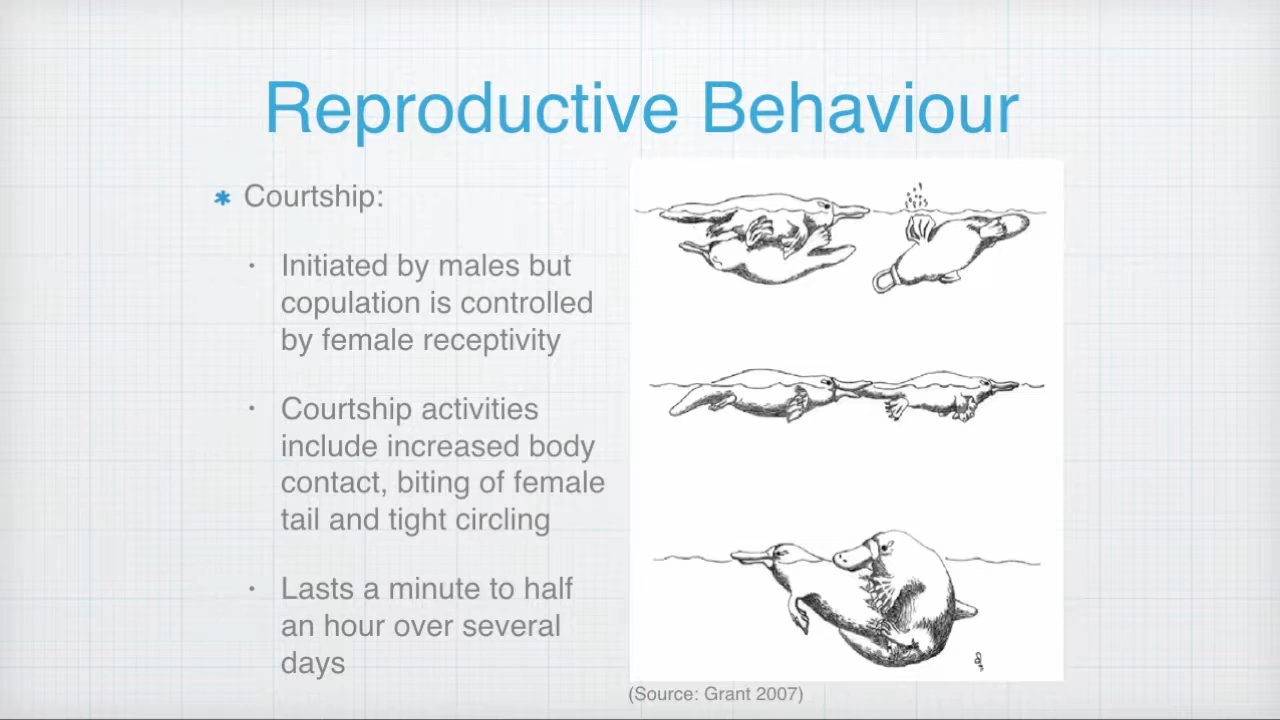 Reproductive Behaviour
✱ Courtship:
• Initiated by males but
copulation is controlled
by female receptivity
• Courtship activities
include increased body
contact, biting of female
tail and tight circling
• Lasts a minute to half
an hour over several
days
(Source: Grant 2007)